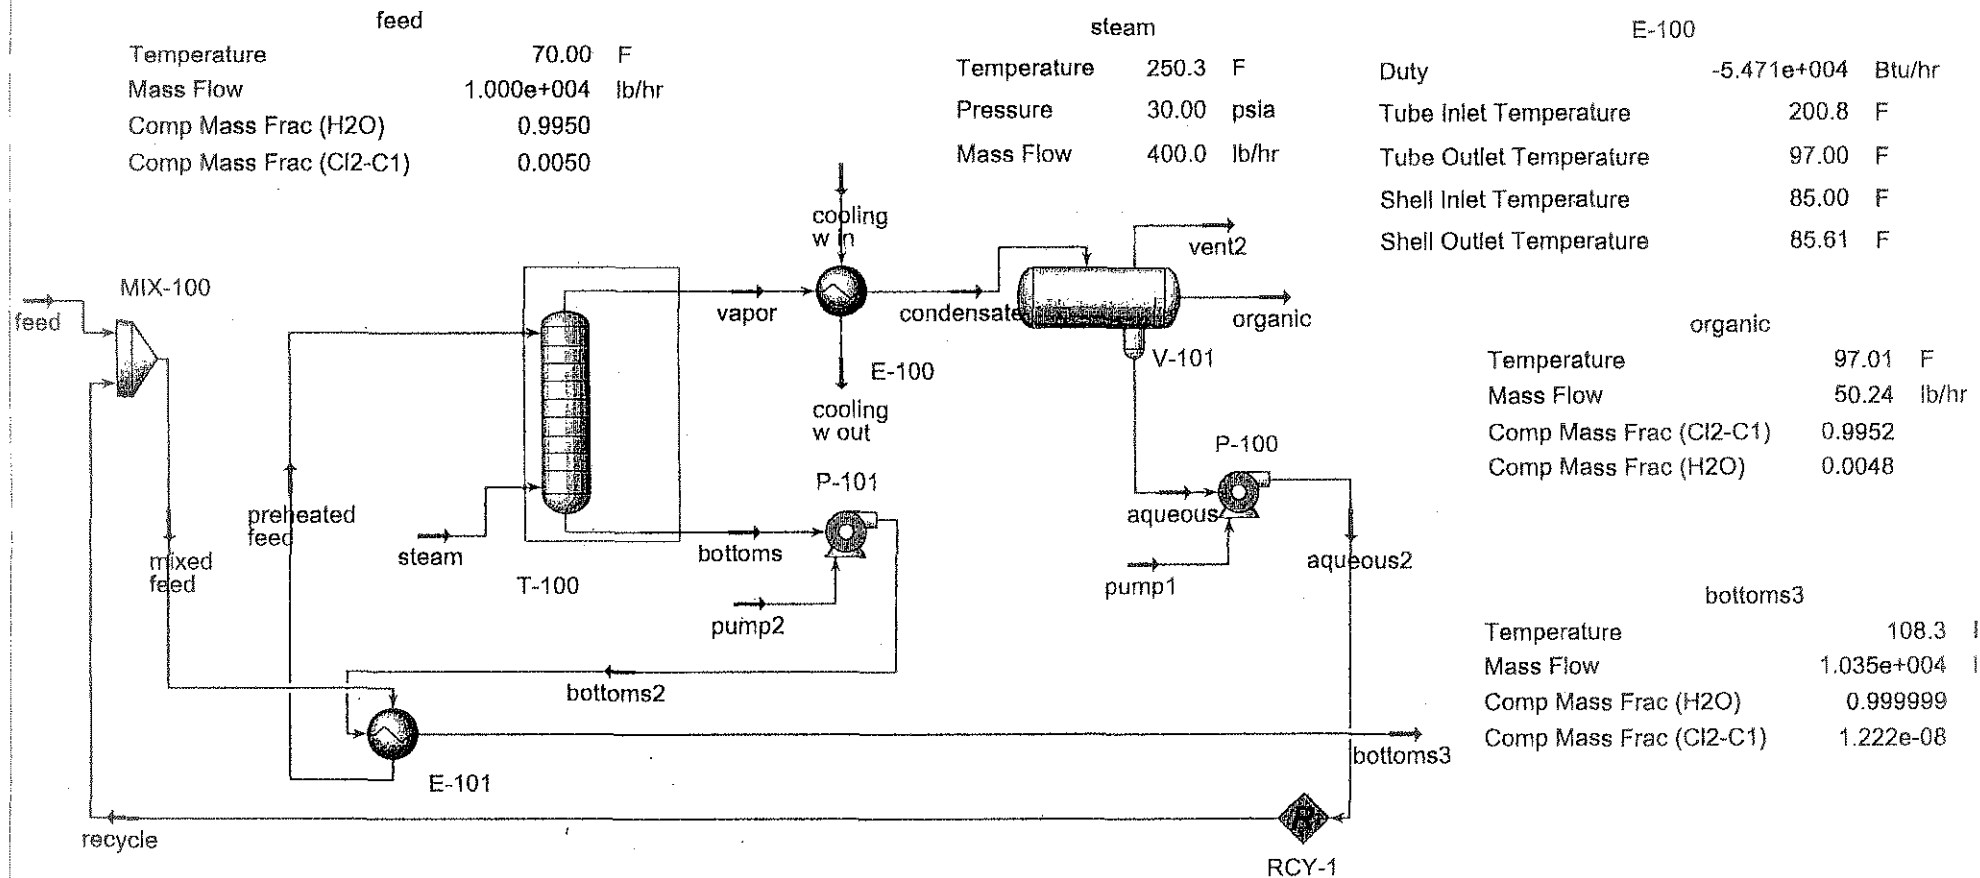 feed
Temperature 70.00 F
Mass Flow 1.000e+004 lb/hr
Comp Mass Frac (H2O) 0.9950
Comp Mass Frac (Cl2-C1) 0.0050
steam
Temperature 250.3 F
Pressure 30.00 psia
Mass Flow 400.0 lb/hr
E-100
Duty -5.471e+004 Btu/hr
Tube Inlet Temperature 200.8 F
Tube Outlet Temperature 97.00 F
Shell Inlet Temperature 85.00 F
Shell Outlet Temperature 85.61 F
cooling
w in
vent2
MIX-100
feed
vapor
condensate
organic
V-101
E-100
cooling
w out
organic
Temperature 97.01 F
Mass Flow 50.24 lb/hr
Comp Mass Frac (Cl2-C1) 0.9952
Comp Mass Frac (H2O) 0.0048
P-100
P-101
preheated
feed
steam
bottoms
aqueous
aqueous2
mixed
feed
T-100
pump1
pump2
bottoms3
Temperature 108.3
Mass Flow 1.035e+004
Comp Mass Frac (H2O) 0.999999
Comp Mass Frac (Cl2-C1) 1.222e-08
bottoms2
E-101
bottoms3
R
recycle
RCY-1